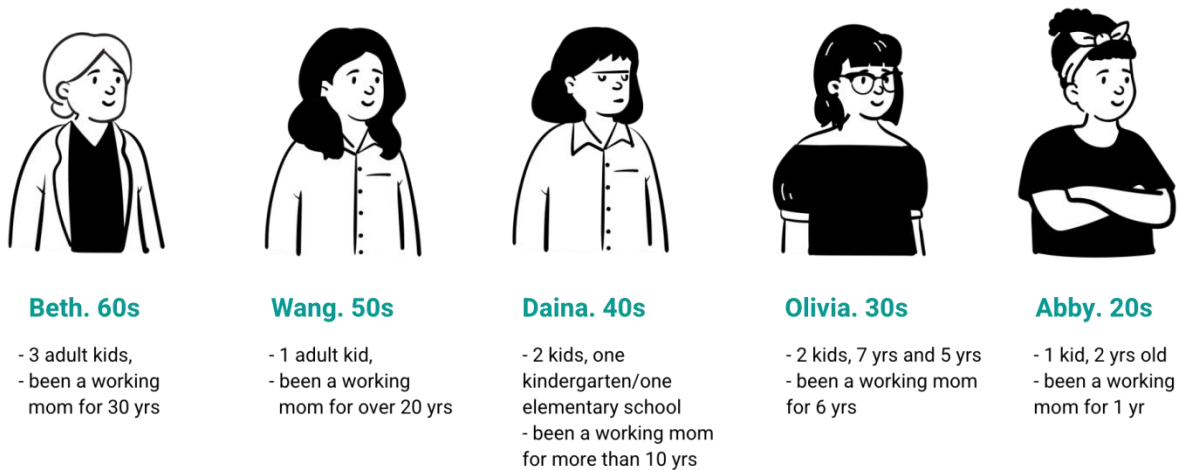 Beth. 60s
- 3 adult kids,
- been a working
mom for 30 yrs
Wang. 50s
- 1 adult kid,
- been a working
mom for over 20 yrs
Daina. 40s
- 2 kids, one
kindergarten/one
elementary school
- been a working mom
for more than 10 yrs
Olivia. 30s
- 2 kids, 7 yrs and 5 yrs
- been a working mom
for 6 yrs
Abby. 20s
- 1 kid, 2 yrs old
- been a working
mom for 1 yr